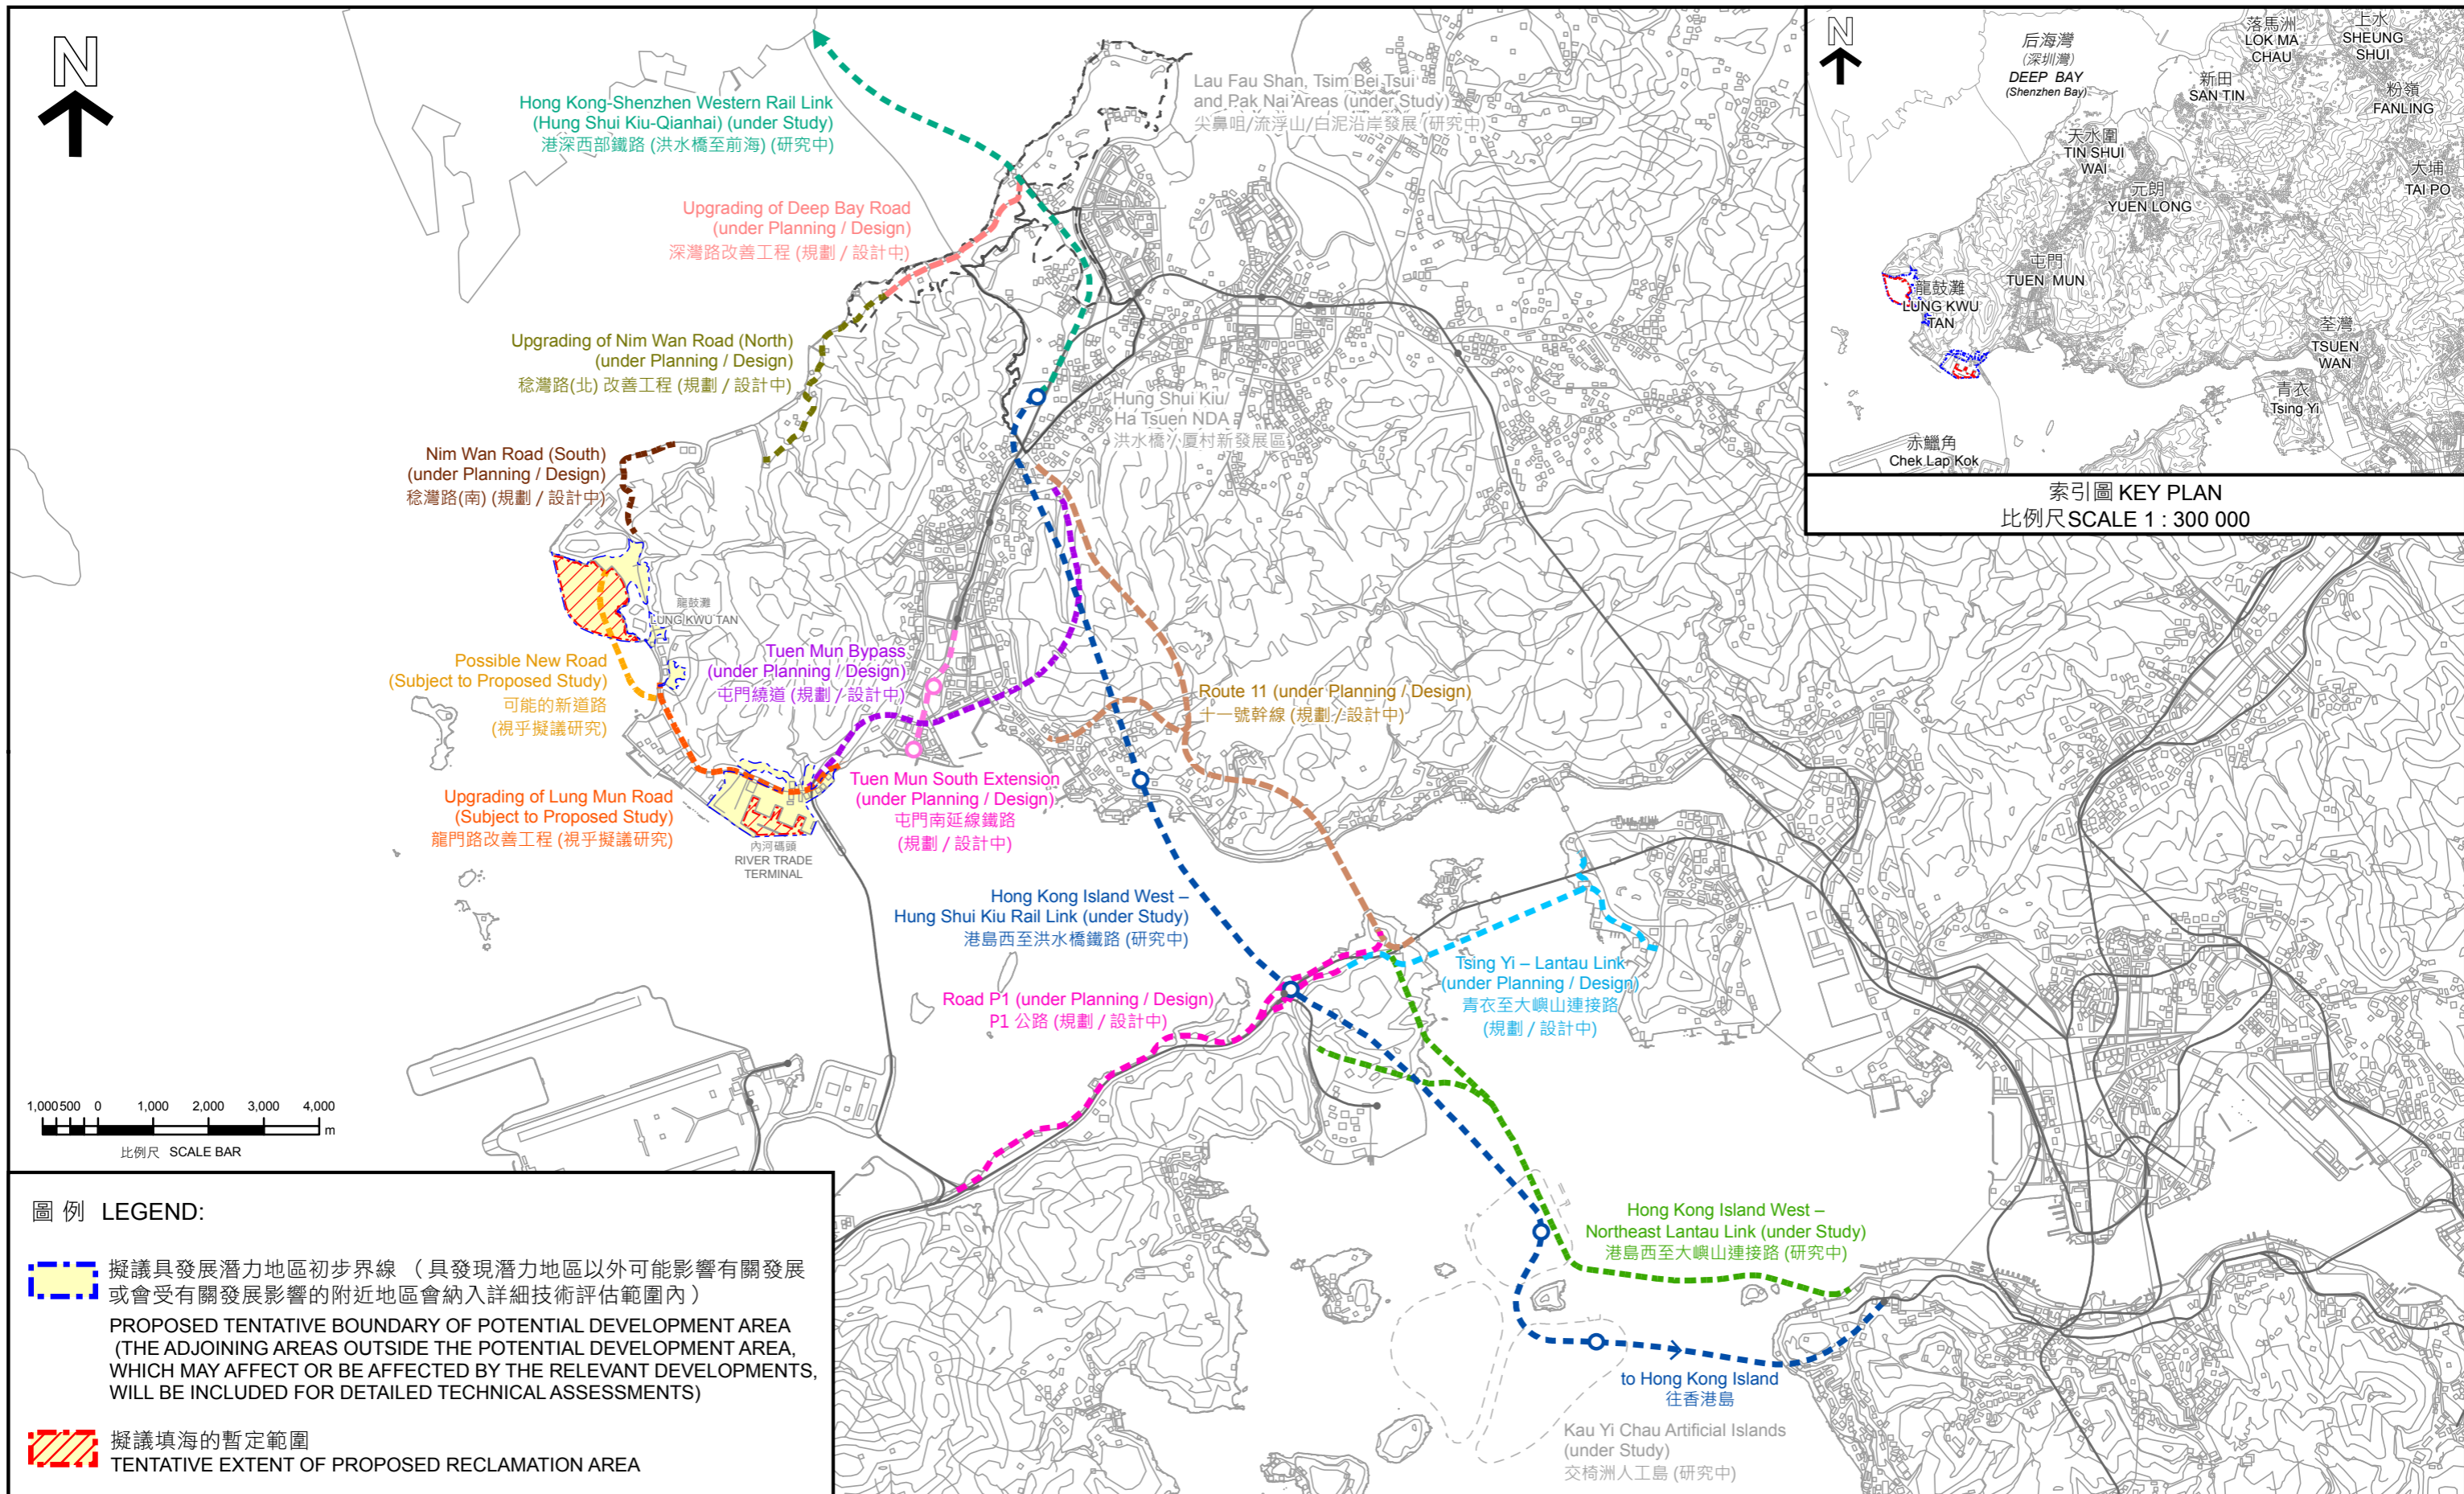 N
Hong Kong-Shenzhen Western Rail Link
(Hung Shui Kiu-Qianhai) (under Study)
港深西部鐵路 (洪水橋至前海) (研究中)
Lau Fau Shan, Tsim Bei Tsui
and Pak Nai Areas (under Study)
尖鼻咀/流浮山/白泥沿岸發展 (研究中)
Upgrading of Deep Bay Road
(under Planning / Design)
深灣路改善工程 (規劃 / 設計中)
Upgrading of Nim Wan Road (North)
(under Planning / Design)
稔灣路(北) 改善工程 (規劃 / 設計中)
Hung Shui Kiu/
Ha Tsuen NDA
洪水橋/ 厦村新發展區
Nim Wan Road (South)
(under Planning / Design)
稔灣路(南) (規劃 / 設計中)
龍鼓灘
LUNG KWU TAN
Possible New Road
(Subject to Proposed Study)
可能的新道路
(視乎擬議研究)
Tuen Mun Bypass
(under Planning / Design)
屯門繞道 (規劃 / 設計中)
Route 11 (under Planning / Design)
十一號幹線 (規劃 / 設計中)
Upgrading of Lung Mun Road
(Subject to Proposed Study)
龍門路改善工程 (視乎擬議研究)
內河碼頭
RIVER TRADE
TERMINAL
Tuen Mun South Extension
(under Planning / Design)
屯門南延線鐵路
(規劃 / 設計中)
Hong Kong Island West –
Hung Shui Kiu Rail Link (under Study)
港島西至洪水橋鐵路 (研究中)
Road P1 (under Planning / Design)
P1 公路 (規劃 / 設計中)
Tsing Yi – Lantau Link
(under Planning / Design)
青衣至大嶼山連接路
(規劃 / 設計中)
Hong Kong Island West –
Northeast Lantau Link (under Study)
港島西至大嶼山連接路 (研究中)
to Hong Kong Island
往香港島
Kau Yi Chau Artificial Islands
(under Study)
交椅洲人工島 (研究中)
N
后海灣
(深圳灣)
DEEP BAY
(Shenzhen Bay)
落馬洲
LOK MA
CHAU
上水
SHEUNG
SHUI
新田
SAN TIN
粉嶺
FANLING
天水圍
TIN SHUI
WAI
元朗
YUEN LONG
大埔
TAI PO
屯門
TUEN MUN
龍鼓灘
LUNG KWU
TAN
荃灣
TSUEN
WAN
青衣
Tsing Yi
赤鱲角
Chek Lap Kok
索引圖 KEY PLAN
比例尺SCALE 1 : 300 000
1,000 500 0 1,000 2,000 3,000 4,000
m
比例尺 SCALE BAR
圖 例 LEGEND:
擬議具發展潛力地區初步界線 （具發現潛力地區以外可能影響有關發展
或會受有關發展影響的附近地區會納入詳細技術評估範圍內）
PROPOSED TENTATIVE BOUNDARY OF POTENTIAL DEVELOPMENT AREA
(THE ADJOINING AREAS OUTSIDE THE POTENTIAL DEVELOPMENT AREA,
WHICH MAY AFFECT OR BE AFFECTED BY THE RELEVANT DEVELOPMENTS,
WILL BE INCLUDED FOR DETAILED TECHNICAL ASSESSMENTS)
擬議填海的暫定範圍
TENTATIVE EXTENT OF PROPOSED RECLAMATION AREA